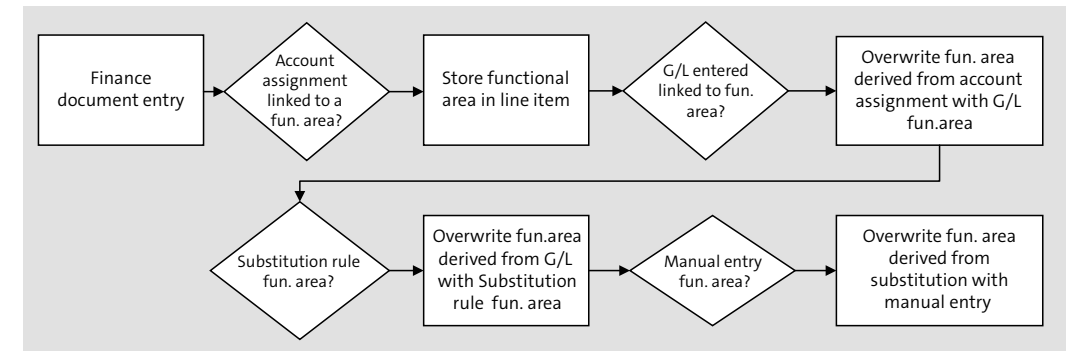 Finance
document entry
Account
assignment
linked to a
fun. area?
Store functional
area in line item
G/L entered
linked to fun.
area?
Overwrite fun. area
derived from account
assignment with G/L
fun.area
Substitution rule
fun. area?
Overwrite fun.area
derived from G/L
with Substitution
rule fun. area
Manual entry
fun. area?
Overwrite fun. area
derived from
substitution with
manual entry